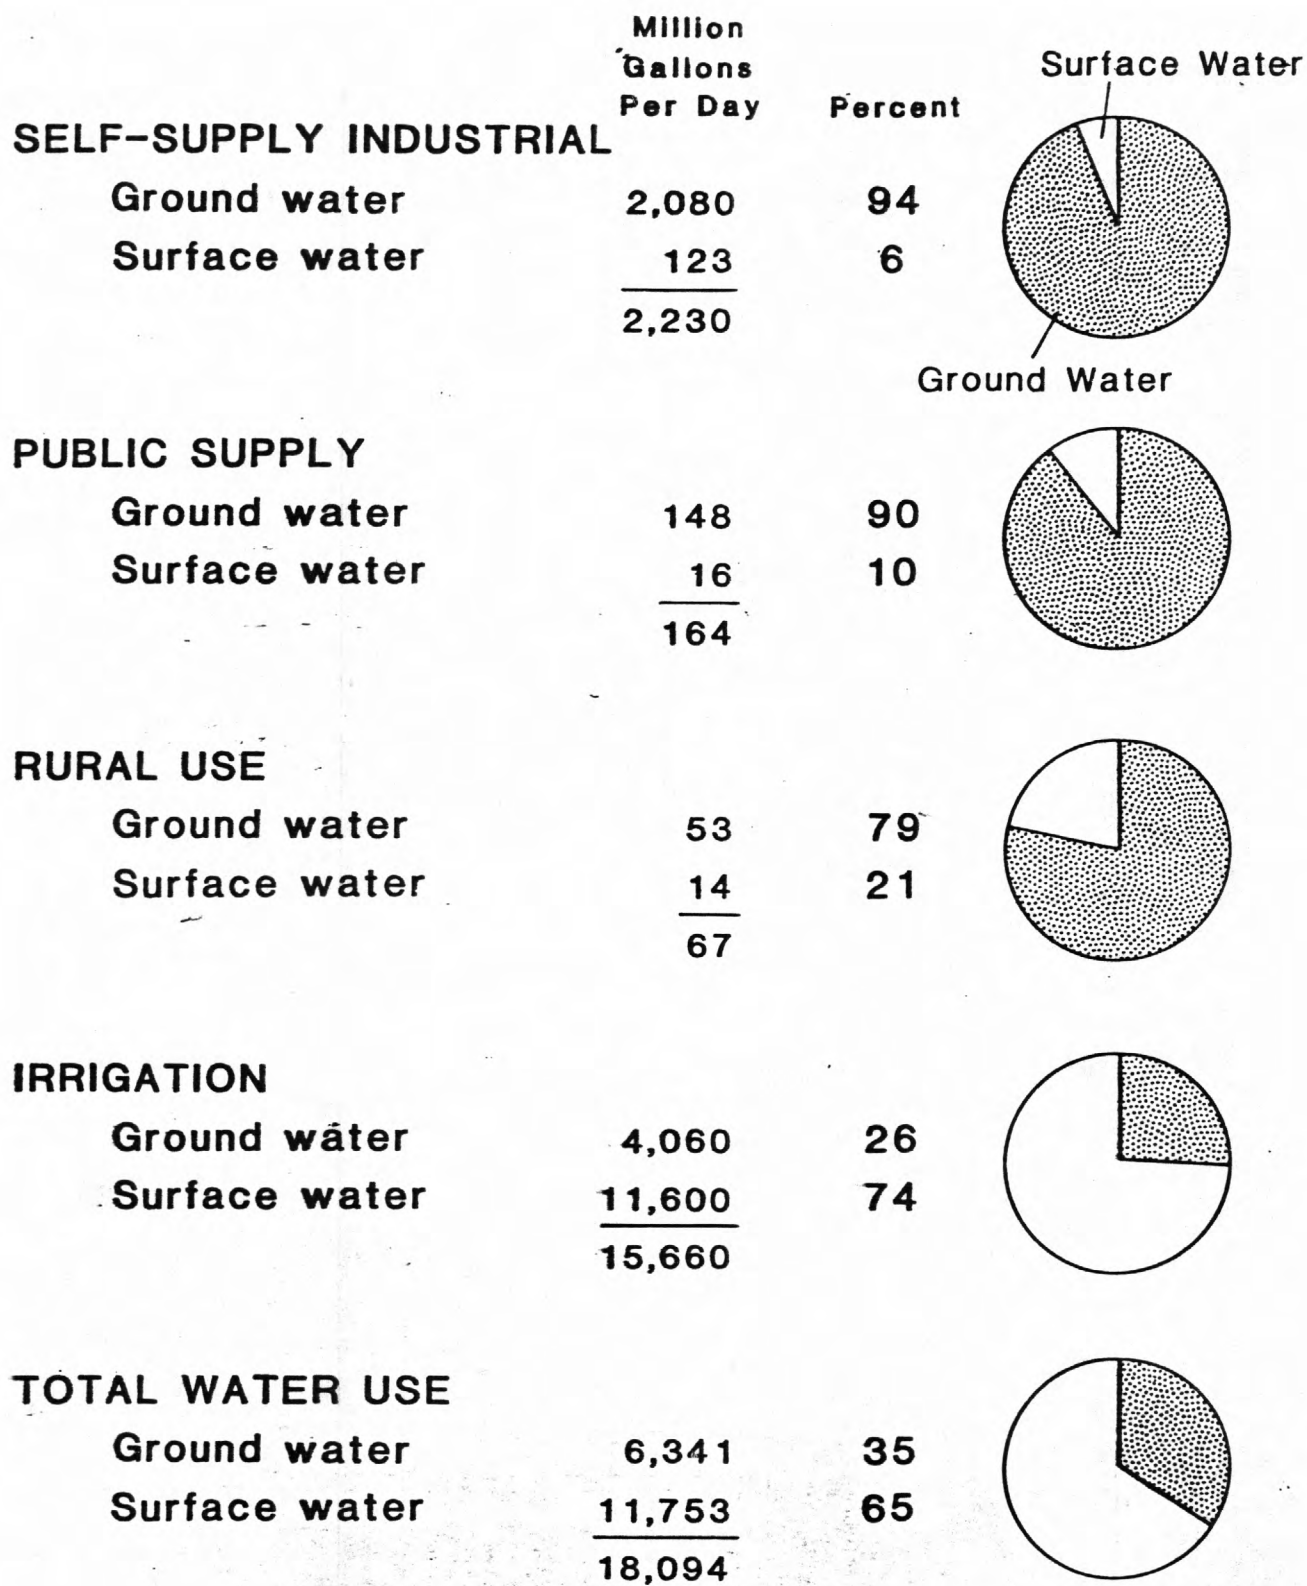 Million
Gallons
Per Day
Percent
Surface Water
SELF-SUPPLY INDUSTRIAL
Ground water 2,080 94
Surface water 123 6
2,230
Ground Water
PUBLIC SUPPLY
Ground water 148 90
Surface water 16 10
164
RURAL USE
Ground water 53 79
Surface water 14 21
67
IRRIGATION
Ground water 4,060 26
Surface water 11,600 74
15,660
TOTAL WATER USE
Ground water 6,341 35
Surface water 11,753 65
18,094